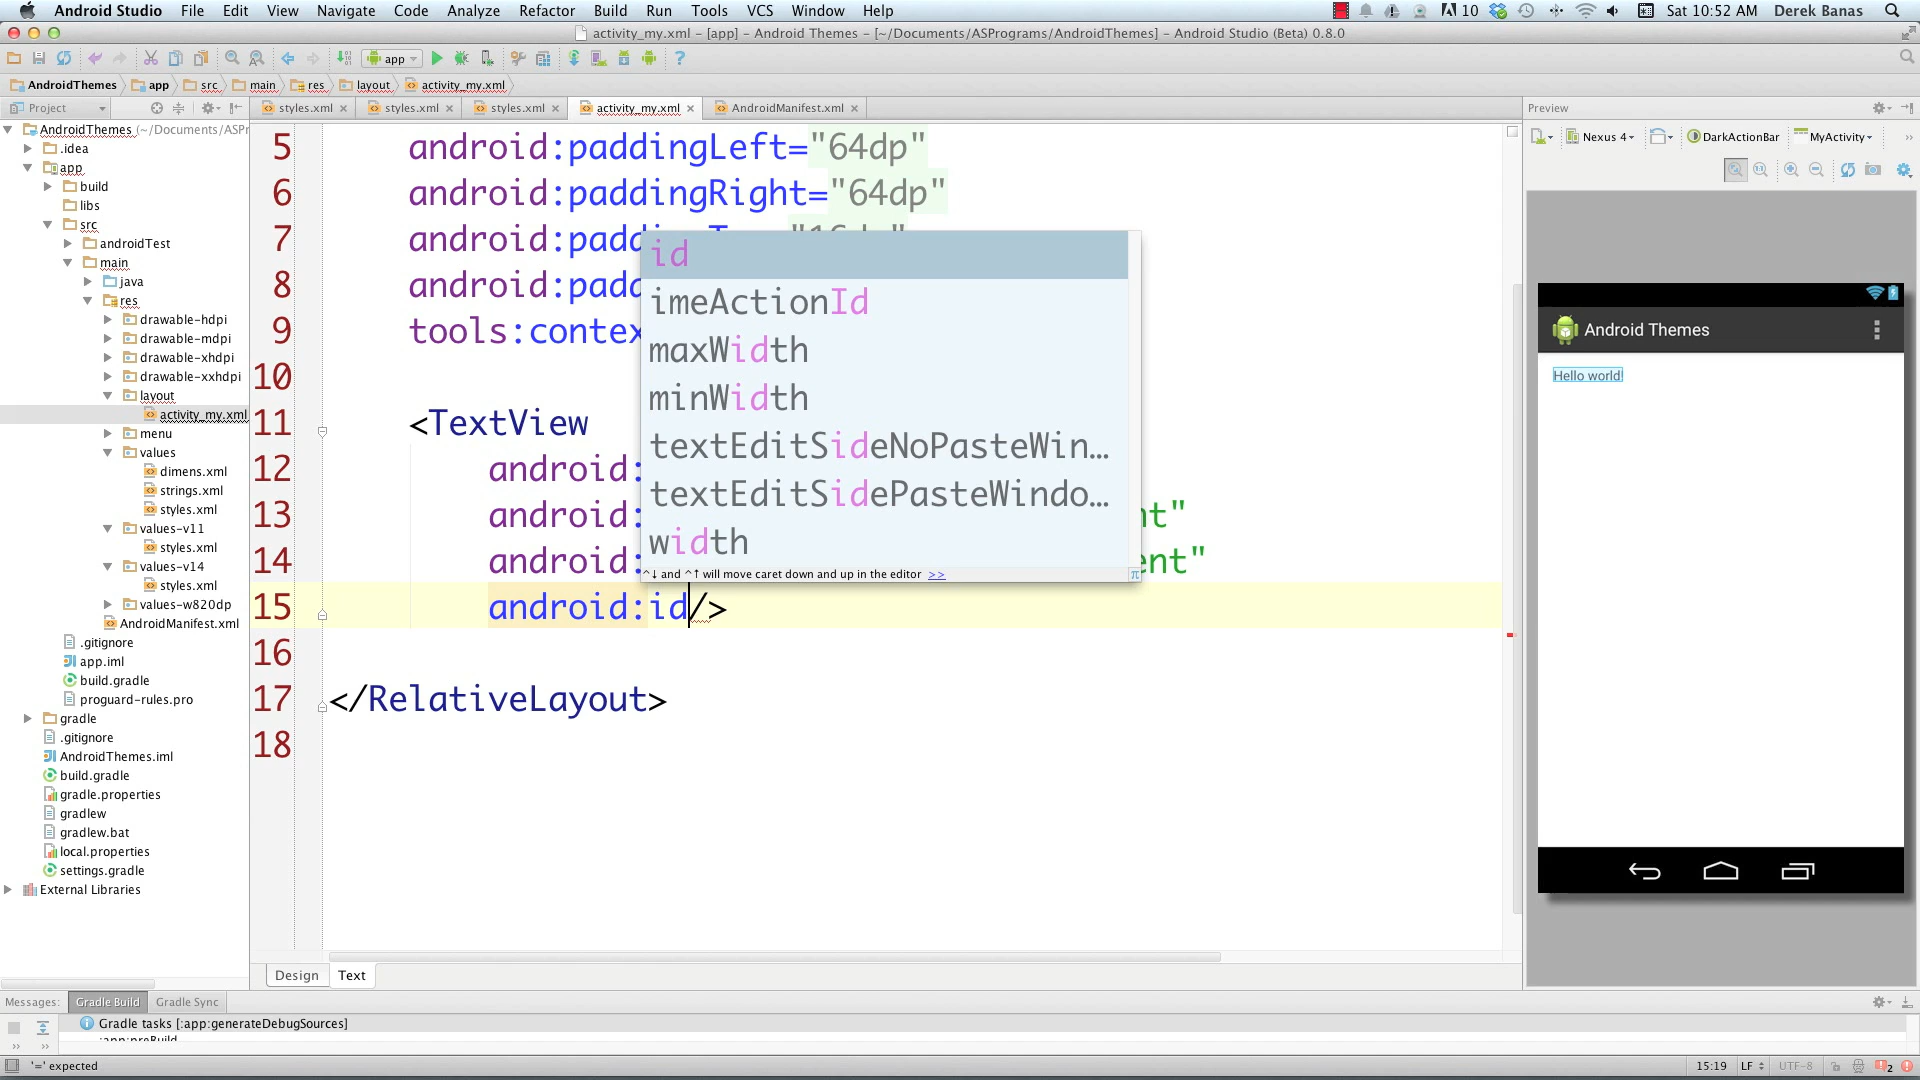 Android Studio File Edit View Navigate Code Analyze Refactor Build Run Tools VCS Window Help 10 Sat 10:52 AM Derek Banas
activity_my.xml – [app] – Android Themes – [~/Documents/ASPrograms/AndroidThemes] – Android Studio (Beta) 0.8.0
app
AndroidThemes app src main res layout activity_my.xml
Project
styles.xml styles.xml styles.xml activity_my.xml AndroidManifest.xml
AndroidThemes (~/Documents/ASPr
.idea
app
build
libs
src
androidTest
main
java
res
drawable-hdpi
drawable-mdpi
drawable-xhdpi
drawable-xxhdpi
layout
activity_my.xml
menu
values
dimens.xml
strings.xml
styles.xml
values-v11
styles.xml
values-v14
styles.xml
values-w820dp
AndroidManifest.xml
.gitignore
app.iml
build.gradle
proguard-rules.pro
gradle
.gitignore
AndroidThemes.iml
build.gradle
gradle.properties
gradlew
gradlew.bat
local.properties
settings.gradle
External Libraries
5 android:paddingLeft="64dp"
6 android:paddingRight="64dp"
7 android:padd
8 android:padd
9 tools:contex
10
11 <TextView
12 android:
13 android: nt"
14 android: ent"
15 android:id/>
16
17 </RelativeLayout>
18
id
imeActionId
maxWidth
minWidth
textEditSideNoPasteWin...
textEditSidePasteWindo...
width
^↓ and ^↑ will move caret down and up in the editor >>
π
Design Text
Preview
Nexus 4 DarkActionBar MyActivity
Android Themes
Hello world!
Messages: Gradle Build Gradle Sync
Gradle tasks [:app:generateDebugSources]
:app:preBuild
'=' expected
15:19 LF UTF-8